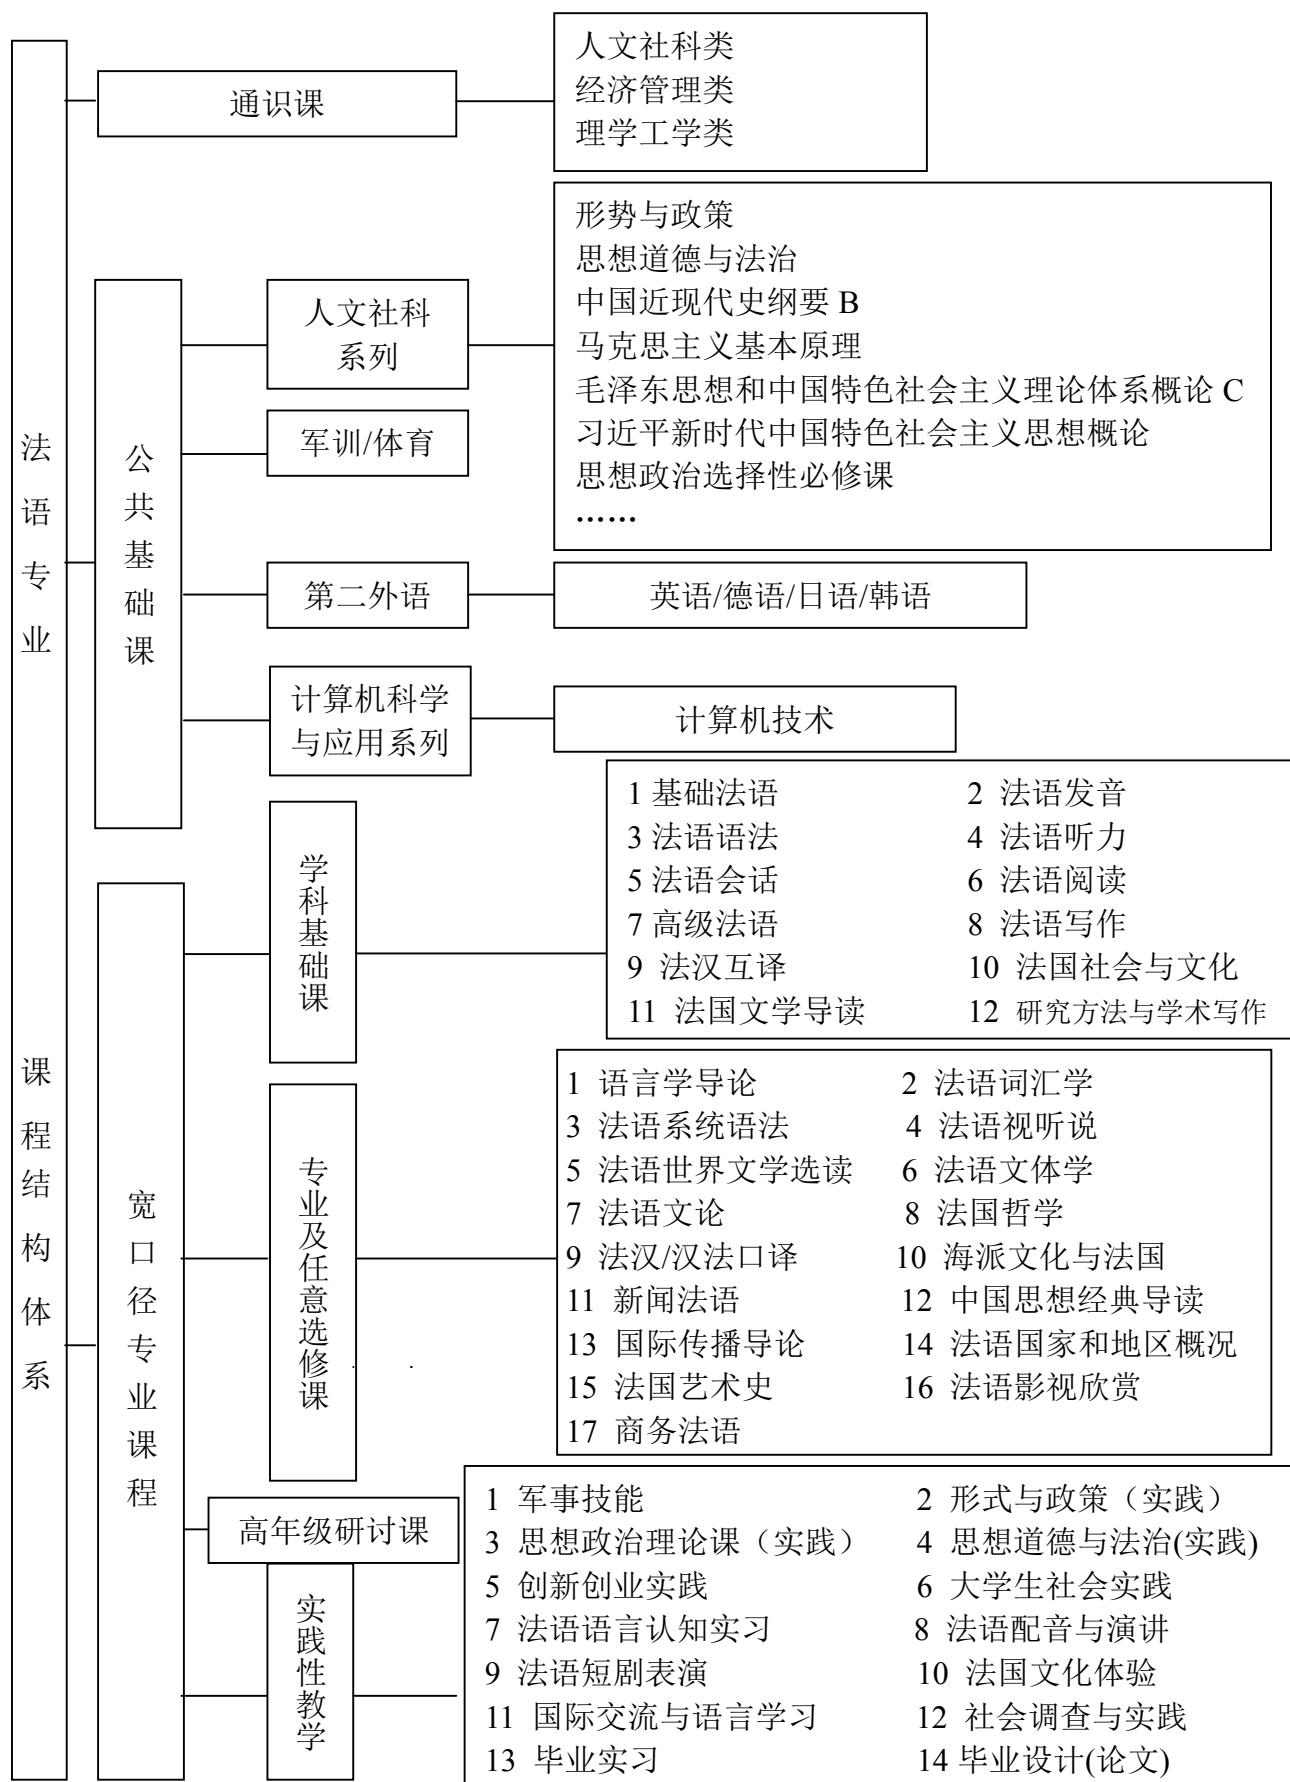 法语专业课程结构体系
通识课
人文社科类
经济管理类
理学工学类
公共基础课
人文社科
系列
形势与政策
思想道德与法治
中国近现代史纲要 B
马克思主义基本原理
毛泽东思想和中国特色社会主义理论体系概论 C
习近平新时代中国特色社会主义思想概论
思想政治选择性必修课
……
军训/体育
第二外语
英语/德语/日语/韩语
计算机科学
与应用系列
计算机技术
宽口径专业课程
学科基础课
1 基础法语 2 法语发音
3 法语语法 4 法语听力
5 法语会话 6 法语阅读
7 高级法语 8 法语写作
9 法汉互译 10 法国社会与文化
11 法国文学导读 12 研究方法与学术写作
专业及任意选修课
1 语言学导论 2 法语词汇学
3 法语系统语法 4 法语视听说
5 法语世界文学选读 6 法语文体学
7 法语文论 8 法国哲学
9 法汉/汉法口译 10 海派文化与法国
11 新闻法语 12 中国思想经典导读
13 国际传播导论 14 法语国家和地区概况
15 法国艺术史 16 法语影视欣赏
17 商务法语
高年级研讨课
实践性教学
1 军事技能 2 形式与政策（实践）
3 思想政治理论课（实践） 4 思想道德与法治(实践)
5 创新创业实践 6 大学生社会实践
7 法语语言认知实习 8 法语配音与演讲
9 法语短剧表演 10 法国文化体验
11 国际交流与语言学习 12 社会调查与实践
13 毕业实习 14 毕业设计(论文)